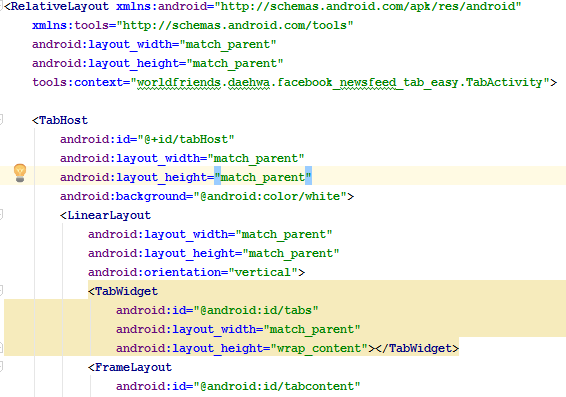 <RelativeLayout xmlns:android="http://schemas.android.com/apk/res/android"
xmlns:tools="http://schemas.android.com/tools"
android:layout_width="match_parent"
android:layout_height="match_parent"
tools:context="worldfriends.daehwa.facebook_newsfeed_tab_easy.TabActivity">
<TabHost
android:id="@+id/tabHost"
android:layout_width="match_parent"
android:layout_height="match_parent"
android:background="@android:color/white">
<LinearLayout
android:layout_width="match_parent"
android:layout_height="match_parent"
android:orientation="vertical">
<TabWidget
android:id="@android:id/tabs"
android:layout_width="match_parent"
android:layout_height="wrap_content"></TabWidget>
<FrameLayout
android:id="@android:id/tabcontent"